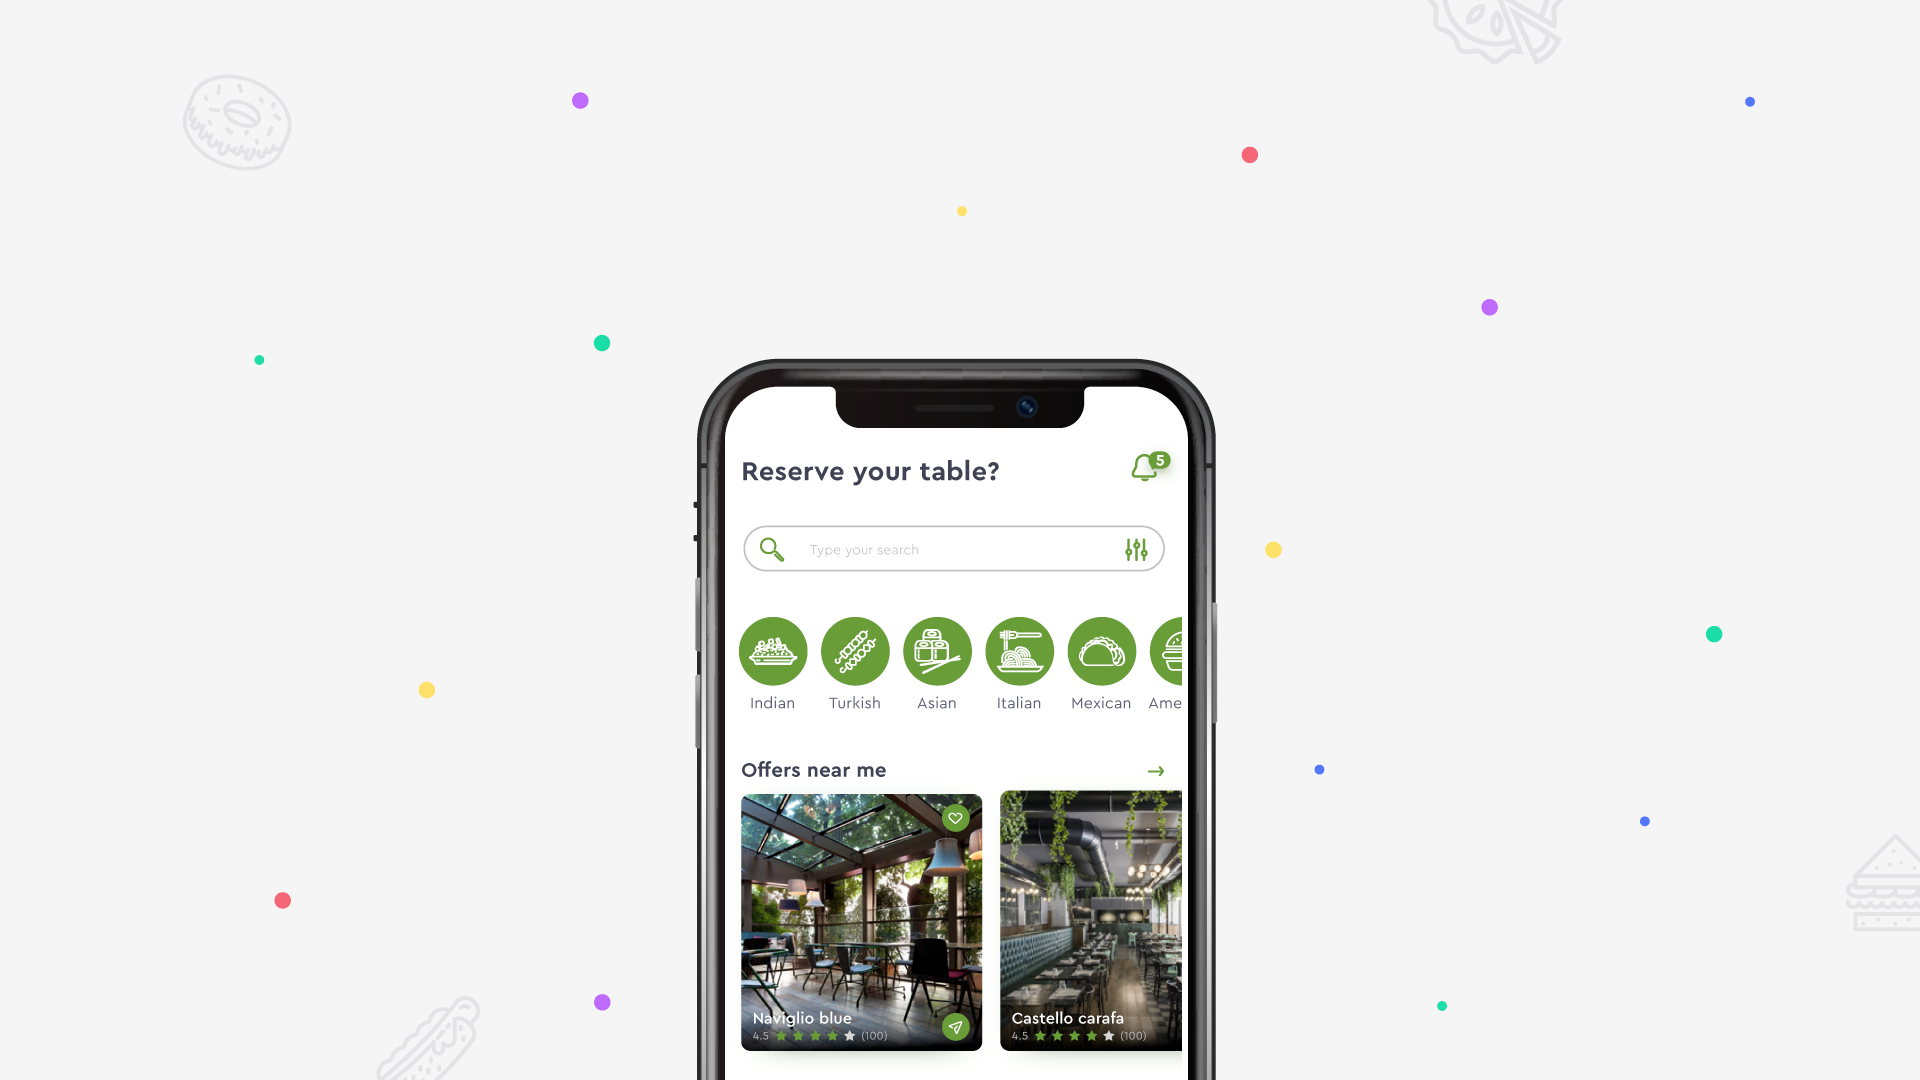 Reserve your table?
5
Type your search
Indian
Turkish
Asian
Italian
Mexican
Ame
Offers near me
Naviglio blue
4.5
(100)
Castello carafa
4.5
(100)